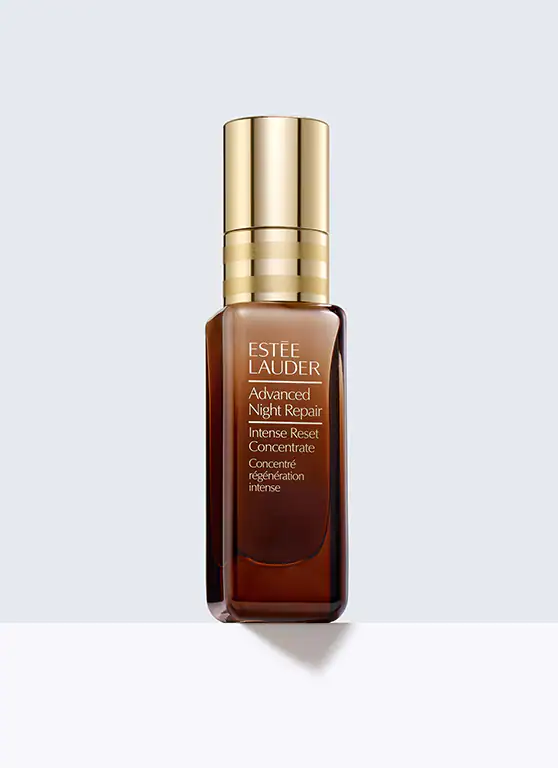 ESTĒE
LAUDER
Advanced
Night Repair
Intense Reset
Concentrate
Concentré
régénération
intense